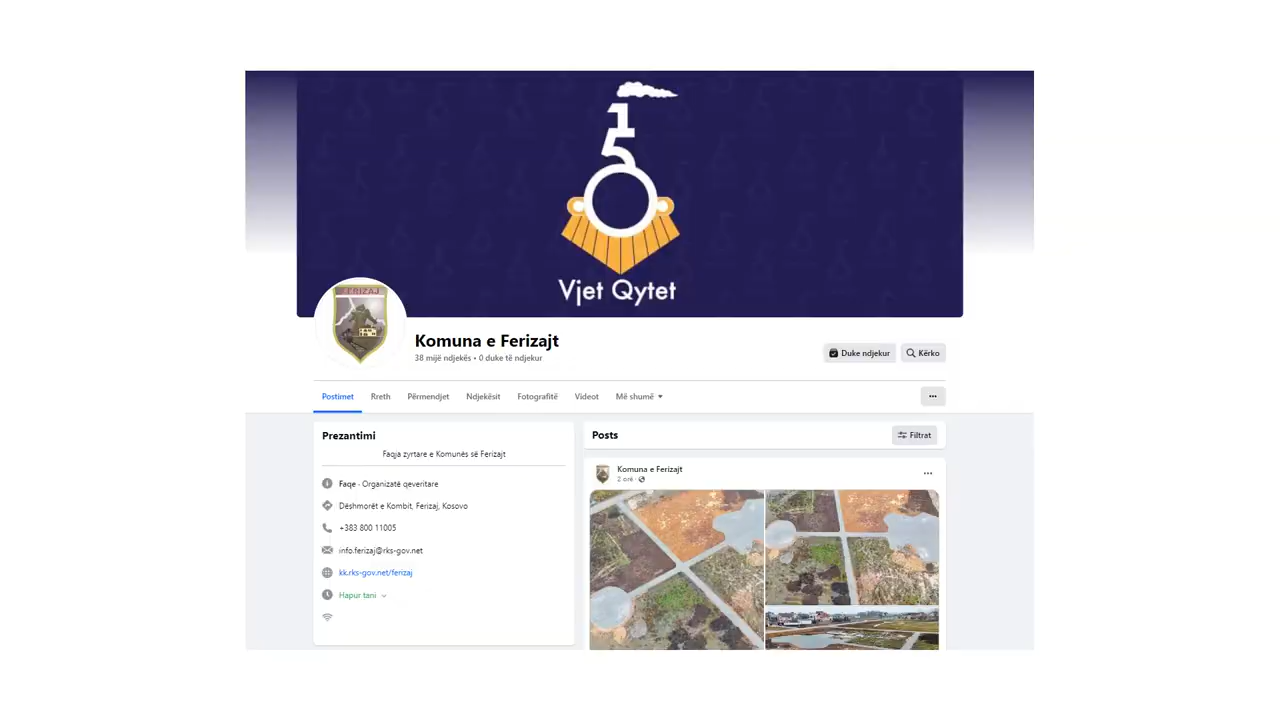 150
Vjet Qytet
FERIZAJ
Komuna e Ferizajt
38 mijë ndjekës • 0 duke të ndjekur
Duke ndjekur
Kërko
Postimet Rreth Përmendjet Ndjekësit Fotografitë Videot Më shumë
Prezantimi
Faqja zyrtare e Komunës së Ferizajt
Faqe · Organizatë qeveritare
Dëshmorët e Kombit, Ferizaj, Kosovo
+383 800 11005
info.ferizaj@rks-gov.net
kk.rks-gov.net/ferizaj
Hapur tani
Posts
Filtrat
Komuna e Ferizajt
2 orë